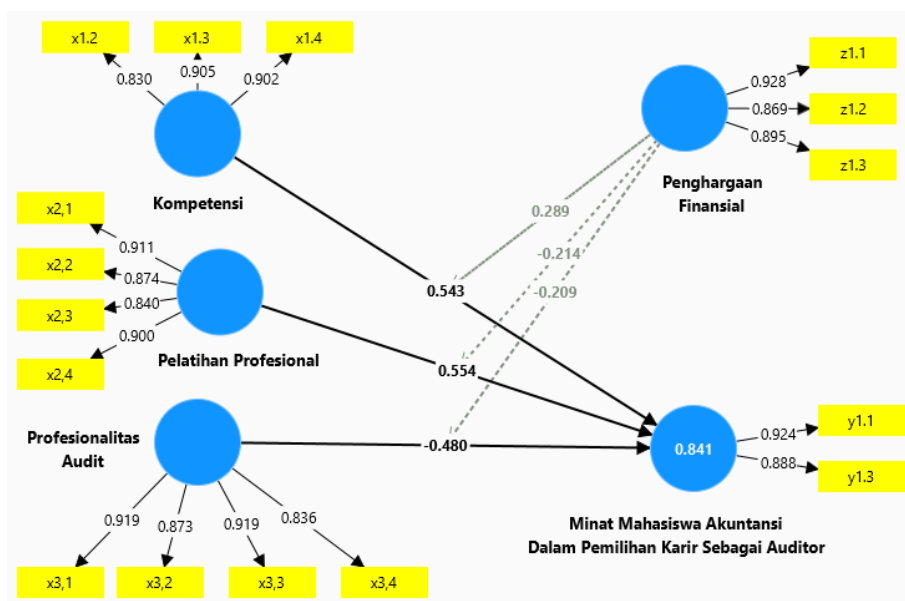 x1.2
x1.3
x1.4
0.830
0.905
0.902
Kompetensi
z1.1
z1.2
z1.3
0.928
0.869
0.895
Penghargaan
Finansial
x2,1
x2,2
x2,3
x2,4
0.911
0.874
0.840
0.900
Pelatihan Profesional
0.289
-0.214
-0.209
0.543
0.554
-0.480
Profesionalitas
Audit
0.919
0.873
0.919
0.836
x3,1
x3,2
x3,3
x3,4
0.841
0.924
0.888
y1.1
y1.3
Minat Mahasiswa Akuntansi
Dalam Pemilihan Karir Sebagai Auditor